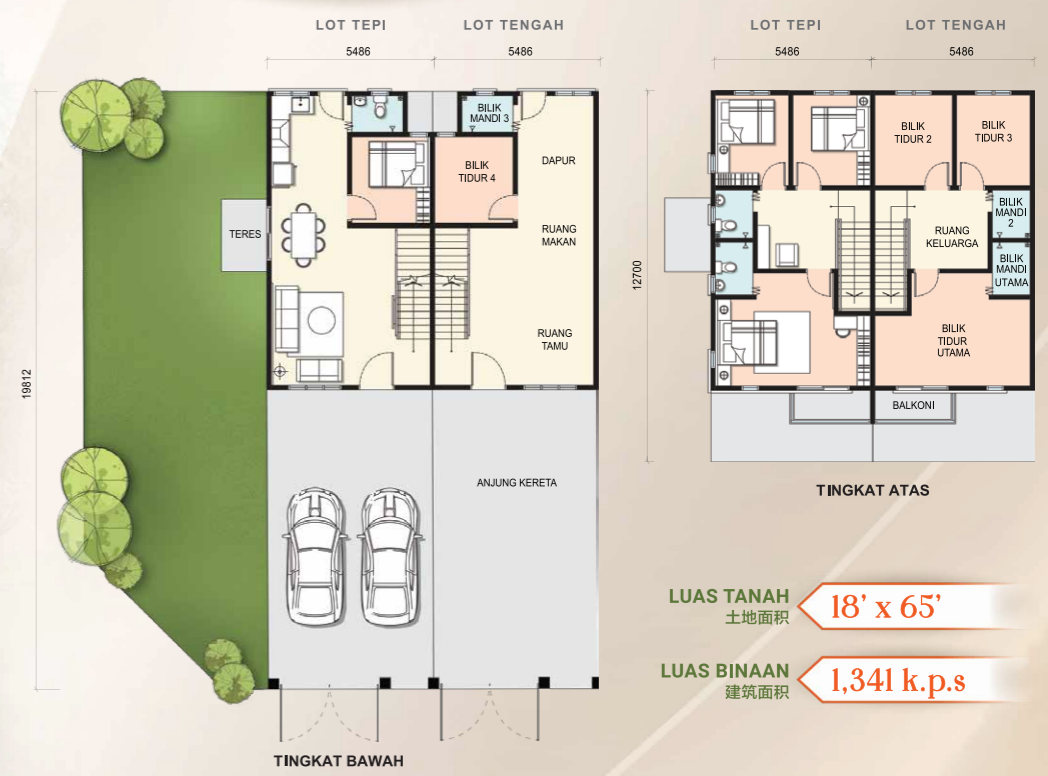 LOT TEPI
LOT TENGAH
5486
5486
BILIK
MANDI 3
BILIK
TIDUR 4
DAPUR
RUANG
MAKAN
TERES
RUANG
TAMU
19812
ANJUNG KERETA
TINGKAT BAWAH
LOT TEPI
LOT TENGAH
5486
5486
BILIK
TIDUR 2
BILIK
TIDUR 3
BILIK
MANDI
2
RUANG
KELUARGA
BILIK
MANDI
UTAMA
12700
BILIK
TIDUR
UTAMA
BALKONI
TINGKAT ATAS
LUAS TANAH
土地面积
18' x 65'
LUAS BINAAN
建筑面积
1,341 k.p.s